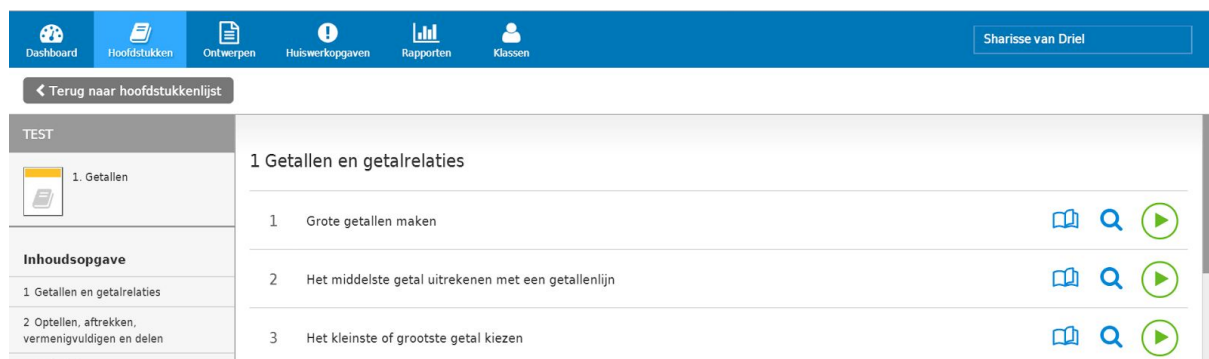 Dashboard
Hoofdstukken
Ontwerpen
Huiswerkopgaven
Rapporten
Klassen
Sharisse van Driel
Terug naar hoofdstukkenlijst
TEST
1. Getallen
Inhoudsopgave
1 Getallen en getalrelaties
2 Optellen, aftrekken,
vermenigvuldigen en delen
1 Getallen en getalrelaties
1 Grote getallen maken
2 Het middelste getal uitrekenen met een getallenlijn
3 Het kleinste of grootste getal kiezen